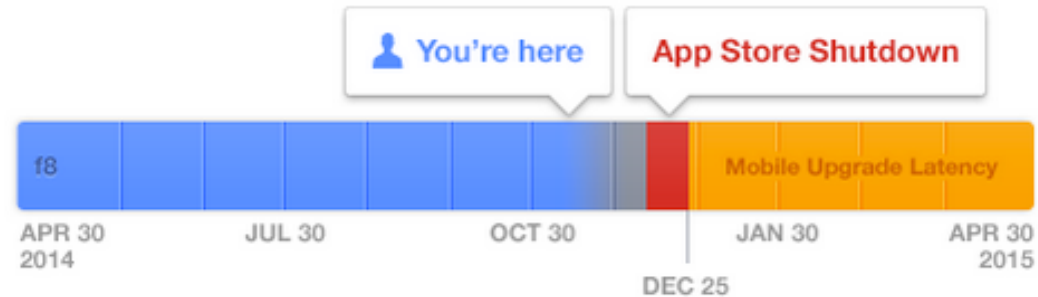 You're here
App Store Shutdown
f8
Mobile Upgrade Latency
APR 30
2014
JUL 30
OCT 30
JAN 30
APR 30
2015
DEC 25